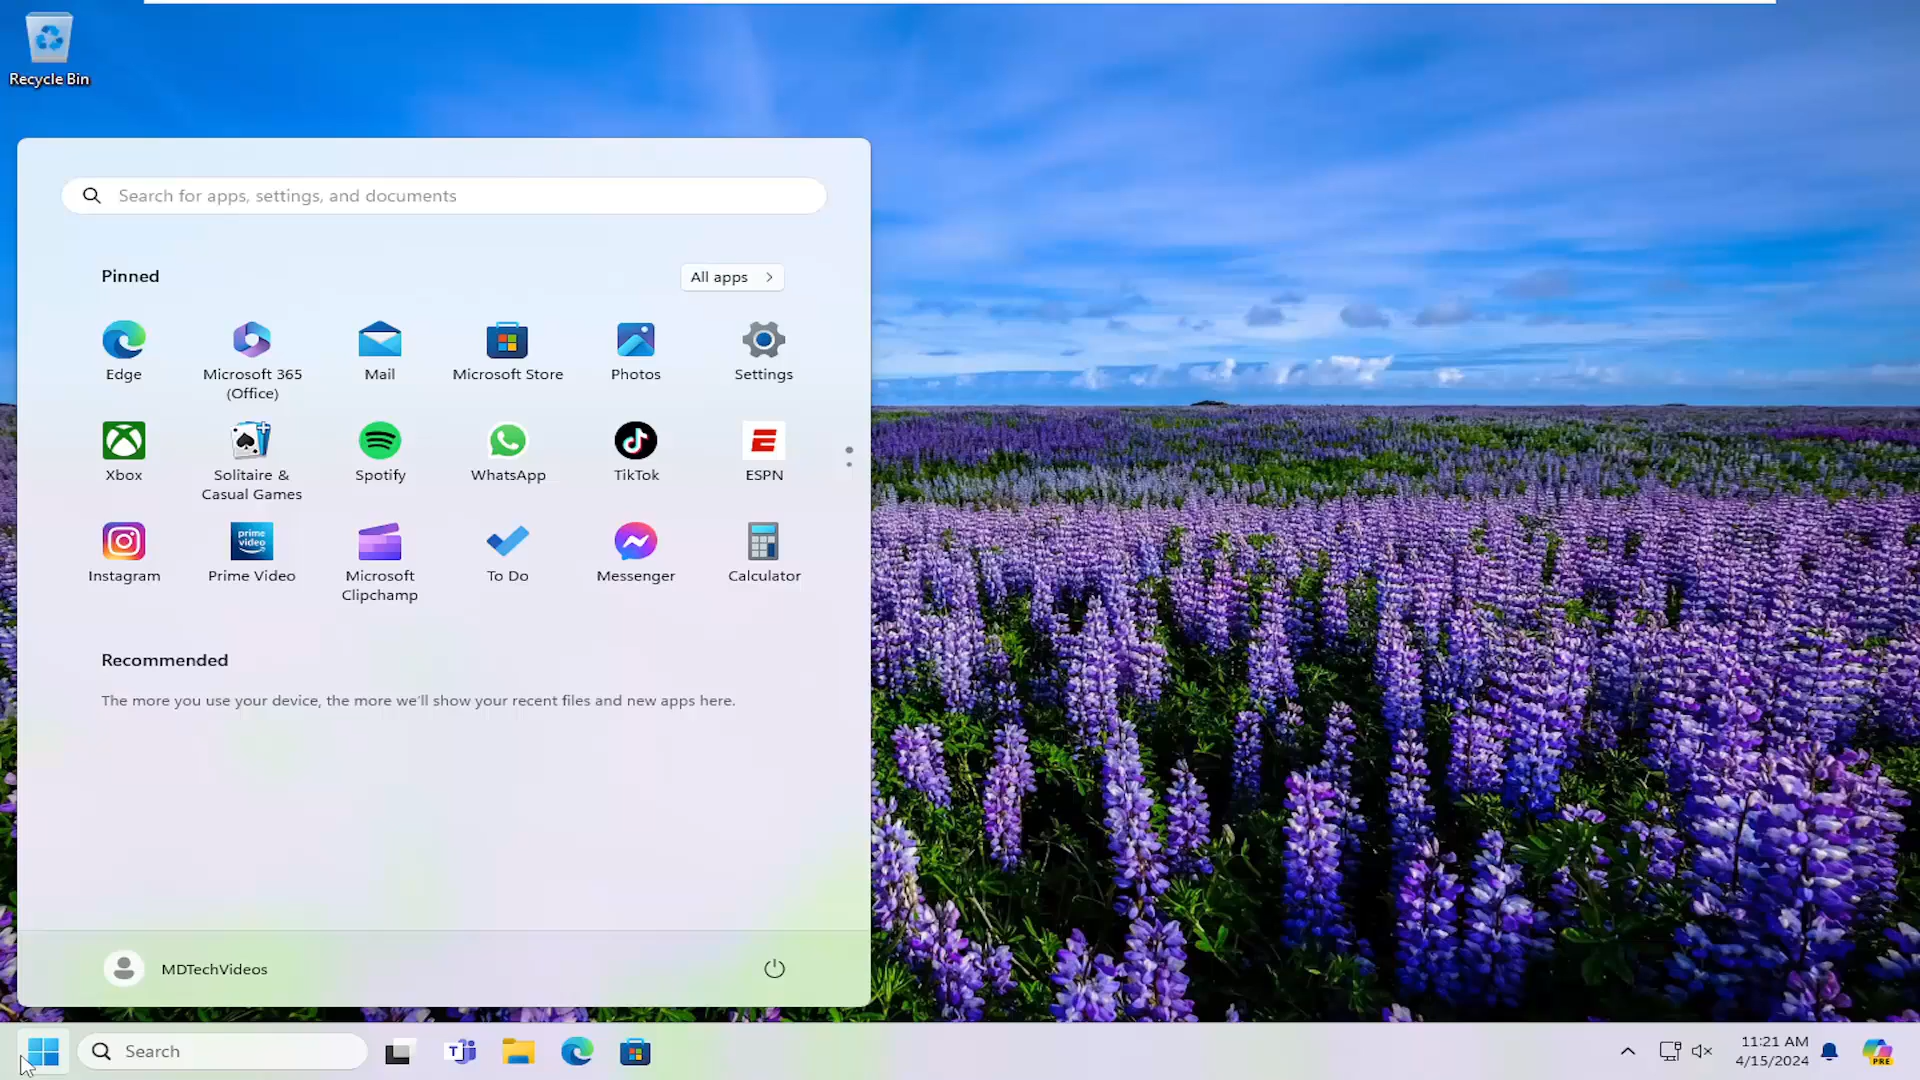 Recycle Bin
Search for apps, settings, and documents
Pinned
All apps
Edge
Microsoft 365
(Office)
Mail
Microsoft Store
Photos
Settings
Xbox
Solitaire &
Casual Games
Spotify
WhatsApp
TikTok
ESPN
prime
video
Instagram
Prime Video
Microsoft
Clipchamp
To Do
Messenger
Calculator
Recommended
The more you use your device, the more we'll show your recent files and new apps here.
MDTechVideos
Search
11:21 AM
4/15/2024
PRE